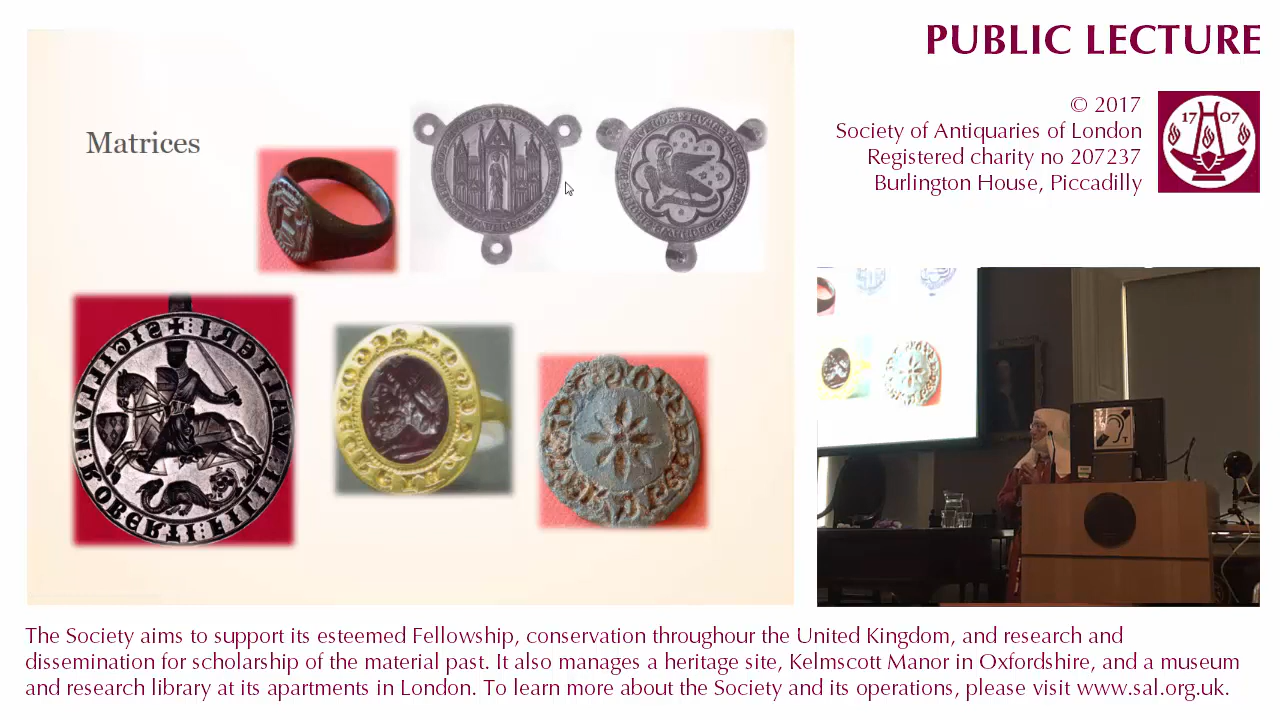 PUBLIC LECTURE
© 2017
Society of Antiquaries of London
Registered charity no 207237
Burlington House, Piccadilly
17 07
Matrices
T
The Society aims to support its esteemed Fellowship, conservation throughour the United Kingdom, and research and
dissemination for scholarship of the material past. It also manages a heritage site, Kelmscott Manor in Oxfordshire, and a museum
and research library at its apartments in London. To learn more about the Society and its operations, please visit www.sal.org.uk.